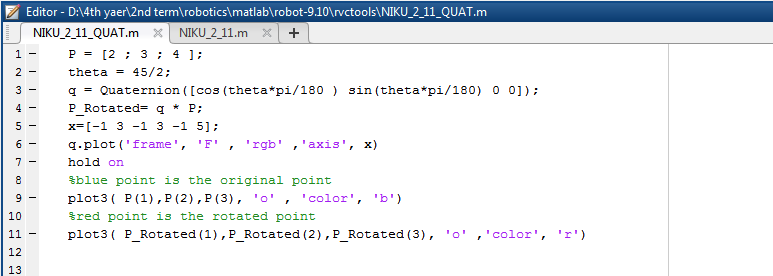 Editor - D:\4th yaer\2nd term\robotics\matlab\robot-9.10\rvctools\NIKU_2_11_QUAT.m
NIKU_2_11_QUAT.m × NIKU_2_11.m × +
1 – P = [2 ; 3 ; 4 ];
2 – theta = 45/2;
3 – q = Quaternion([cos(theta*pi/180 ) sin(theta*pi/180) 0 0]);
4 – P_Rotated= q * P;
5 – x=[-1 3 -1 3 -1 5];
6 – q.plot('frame', 'F' , 'rgb' ,'axis', x)
7 – hold on
8 %blue point is the original point
9 – plot3( P(1),P(2),P(3), 'o' , 'color', 'b')
10 %red point is the rotated point
11 – plot3( P_Rotated(1),P_Rotated(2),P_Rotated(3), 'o' ,'color', 'r')
12
13